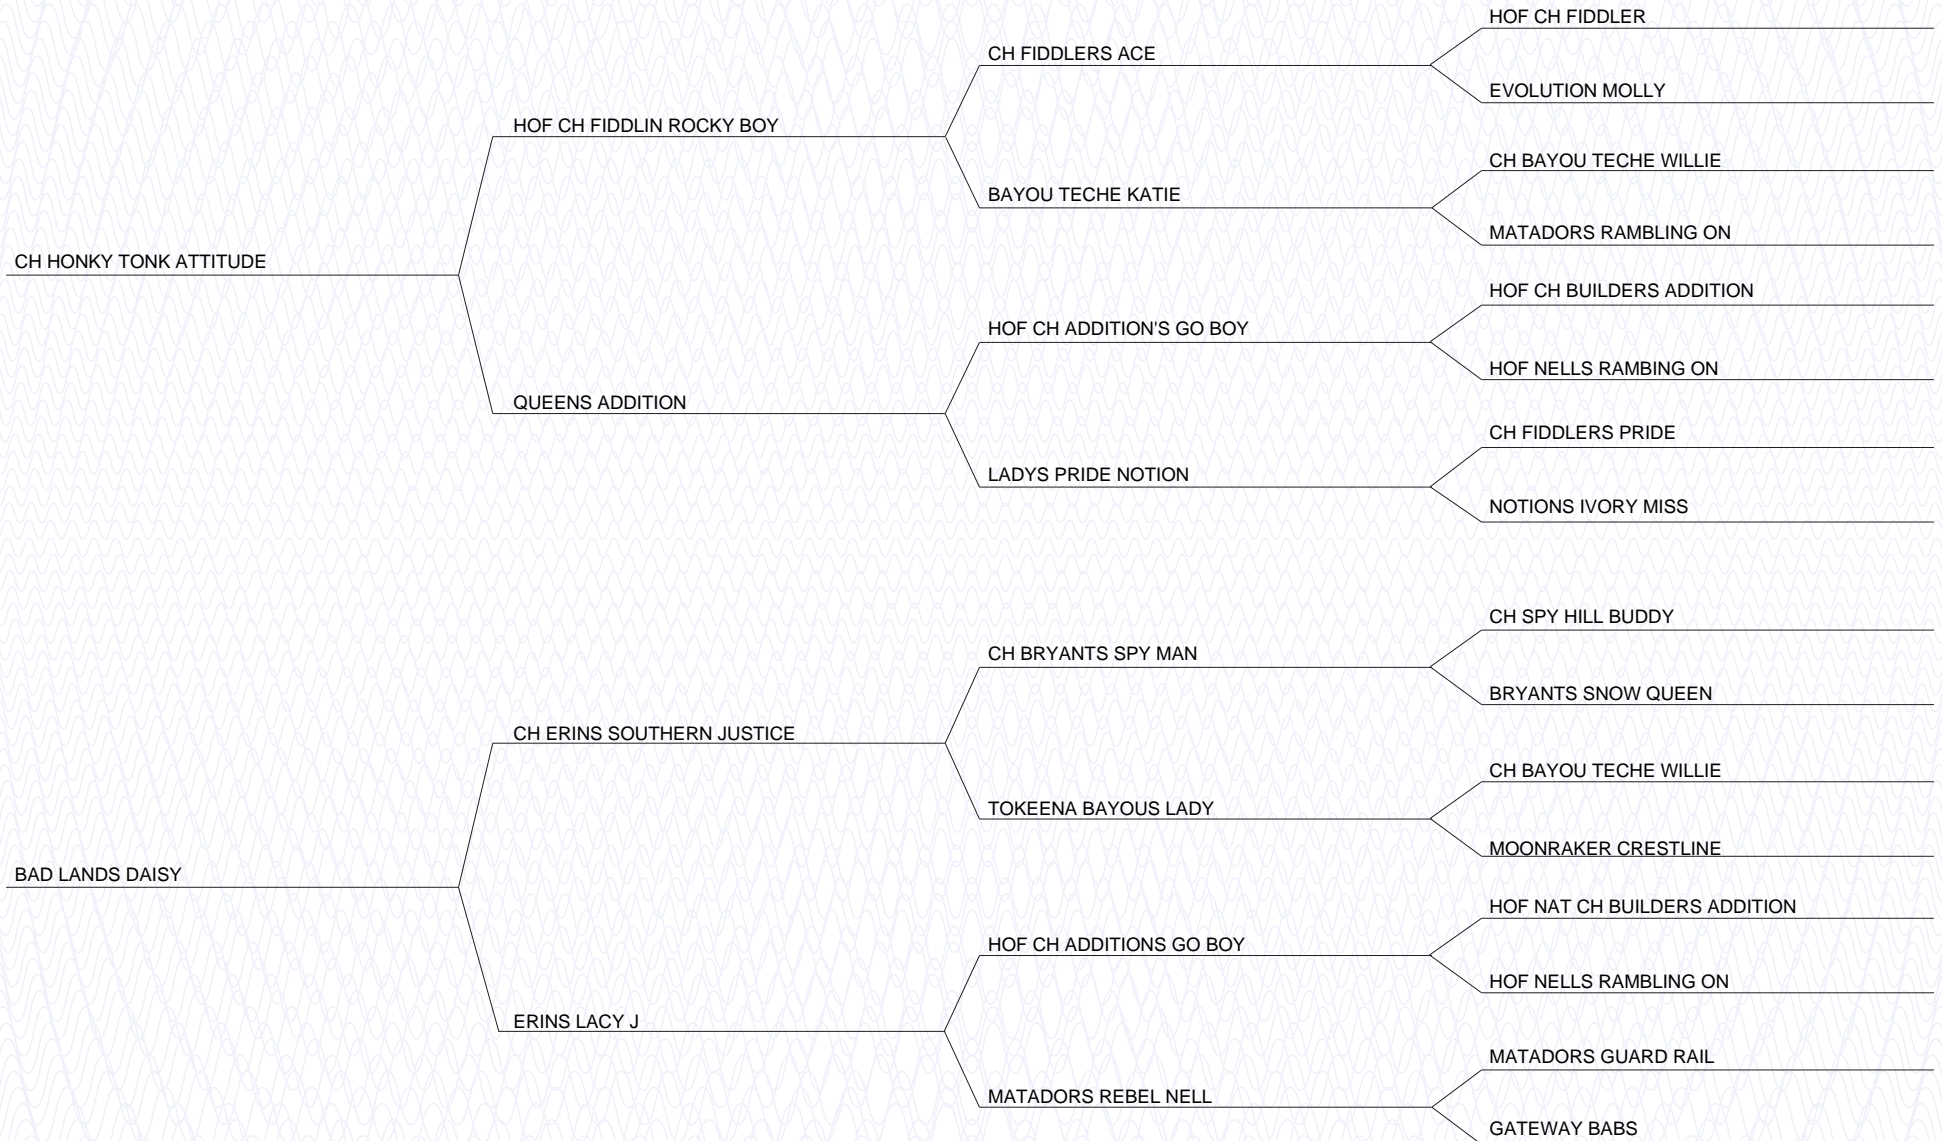 HOF CH FIDDLER
CH FIDDLERS ACE
EVOLUTION MOLLY
HOF CH FIDDLIN ROCKY BOY
CH BAYOU TECHE WILLIE
BAYOU TECHE KATIE
MATADORS RAMBLING ON
CH HONKY TONK ATTITUDE
HOF CH BUILDERS ADDITION
HOF CH ADDITION'S GO BOY
HOF NELLS RAMBING ON
QUEENS ADDITION
CH FIDDLERS PRIDE
LADYS PRIDE NOTION
NOTIONS IVORY MISS
CH SPY HILL BUDDY
CH BRYANTS SPY MAN
BRYANTS SNOW QUEEN
CH ERINS SOUTHERN JUSTICE
CH BAYOU TECHE WILLIE
TOKEENA BAYOUS LADY
MOONRAKER CRESTLINE
BAD LANDS DAISY
HOF NAT CH BUILDERS ADDITION
HOF CH ADDITIONS GO BOY
HOF NELLS RAMBLING ON
ERINS LACY J
MATADORS GUARD RAIL
MATADORS REBEL NELL
GATEWAY BABS